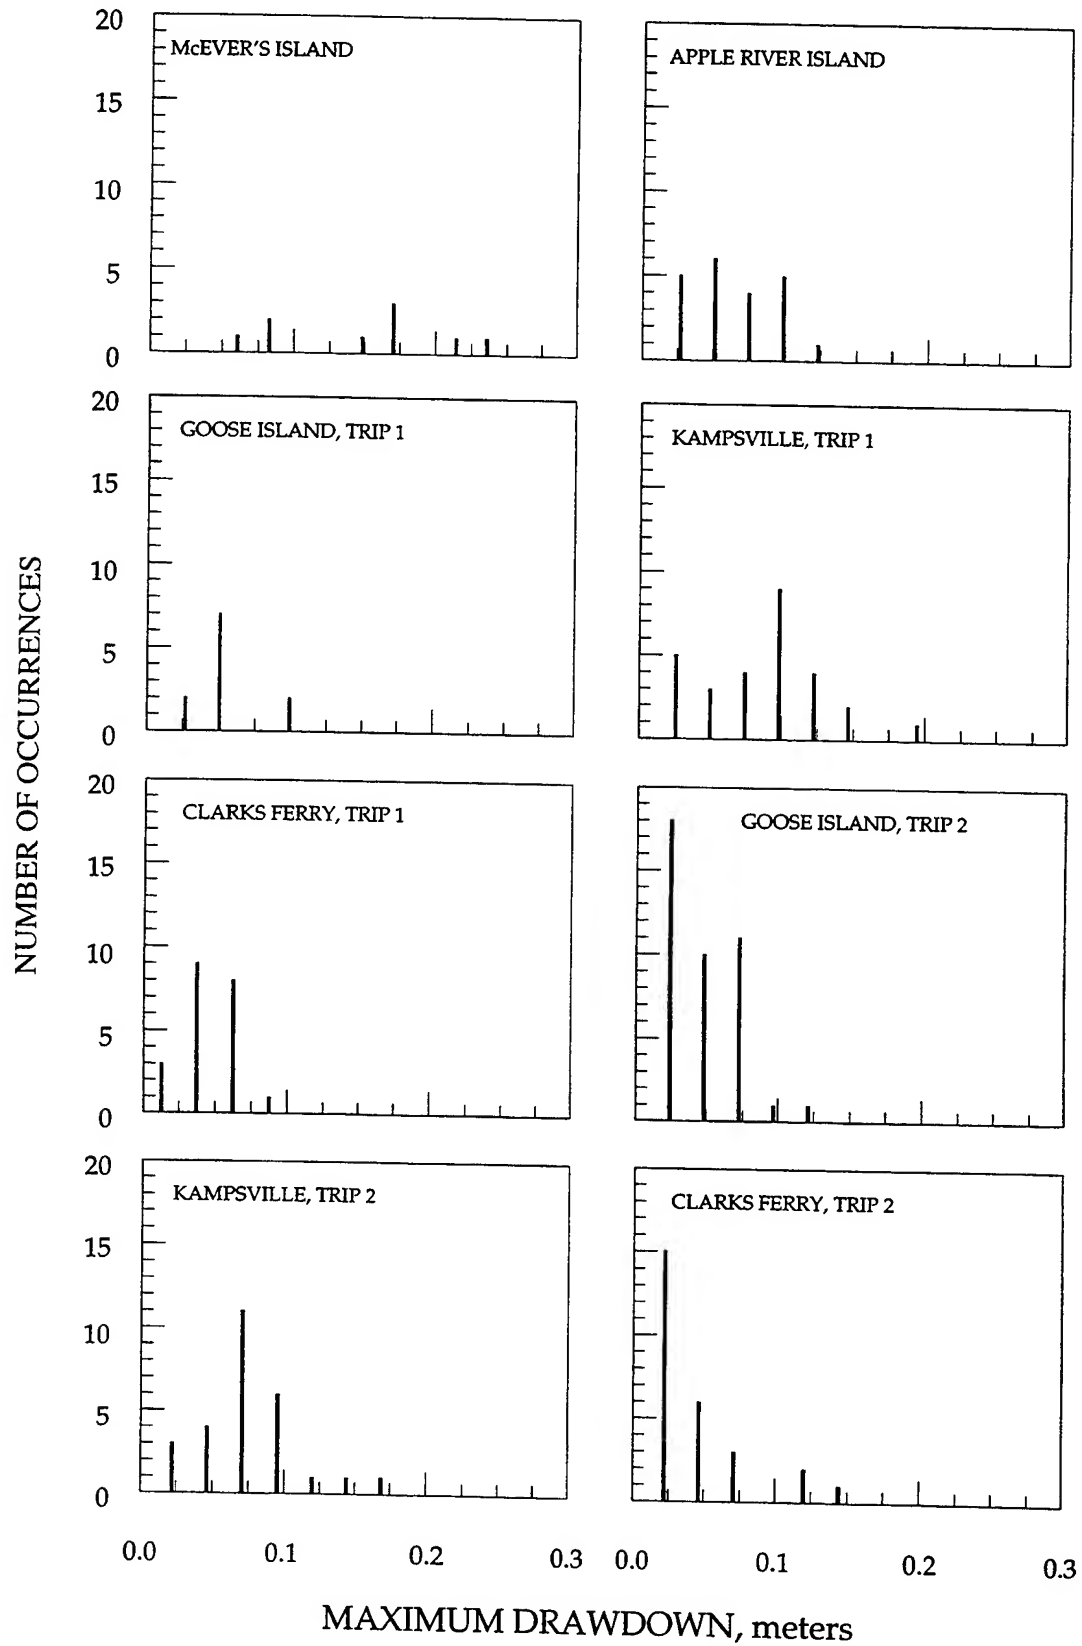 20
McEVER'S ISLAND
15
10
5
0
APPLE RIVER ISLAND
20
GOOSE ISLAND, TRIP 1
15
10
5
0
KAMPSVILLE, TRIP 1
NUMBER OF OCCURRENCES
20
CLARKS FERRY, TRIP 1
15
10
5
0
GOOSE ISLAND, TRIP 2
20
KAMPSVILLE, TRIP 2
15
10
5
0
CLARKS FERRY, TRIP 2
0.0 0.1 0.2 0.3 0.0 0.1 0.2 0.3
MAXIMUM DRAWDOWN, meters